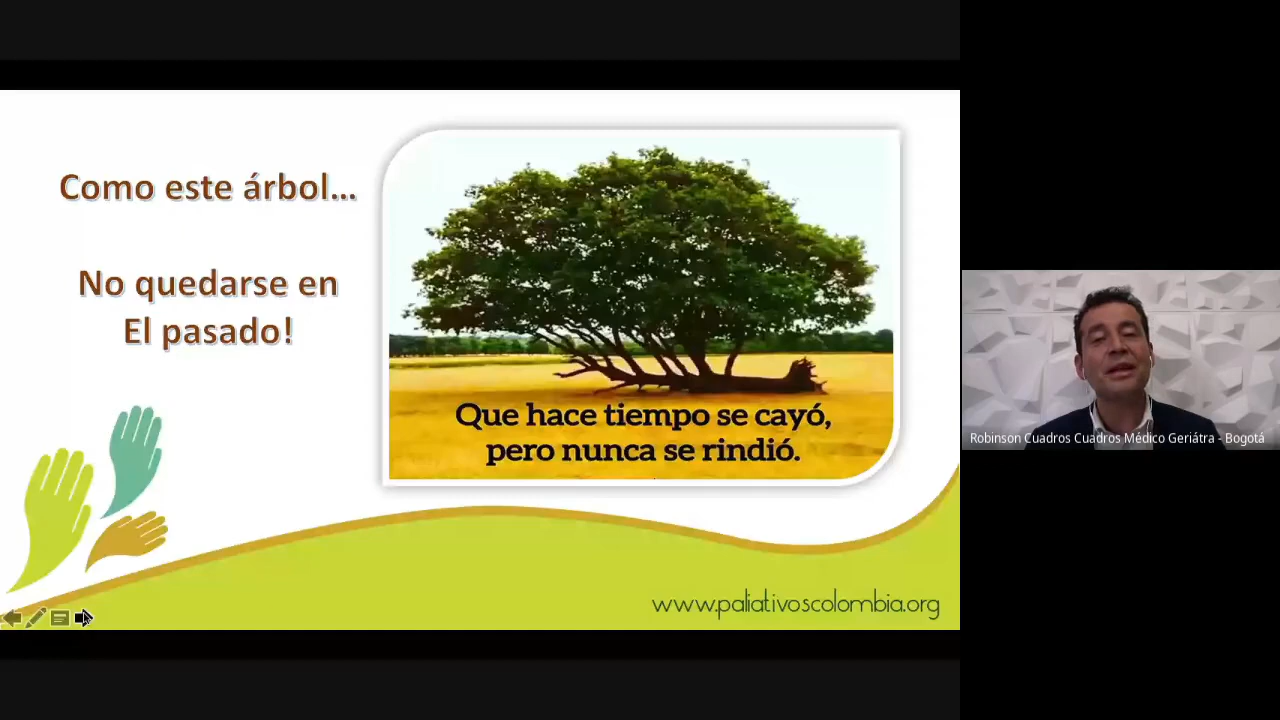 Como este árbol...
No quedarse en
El pasado!
Que hace tiempo se cayó,
pero nunca se rindió.
www.paliativoscolombia.org
Robinson Cuadros Cuadros Médico Geriátra - Bogotá